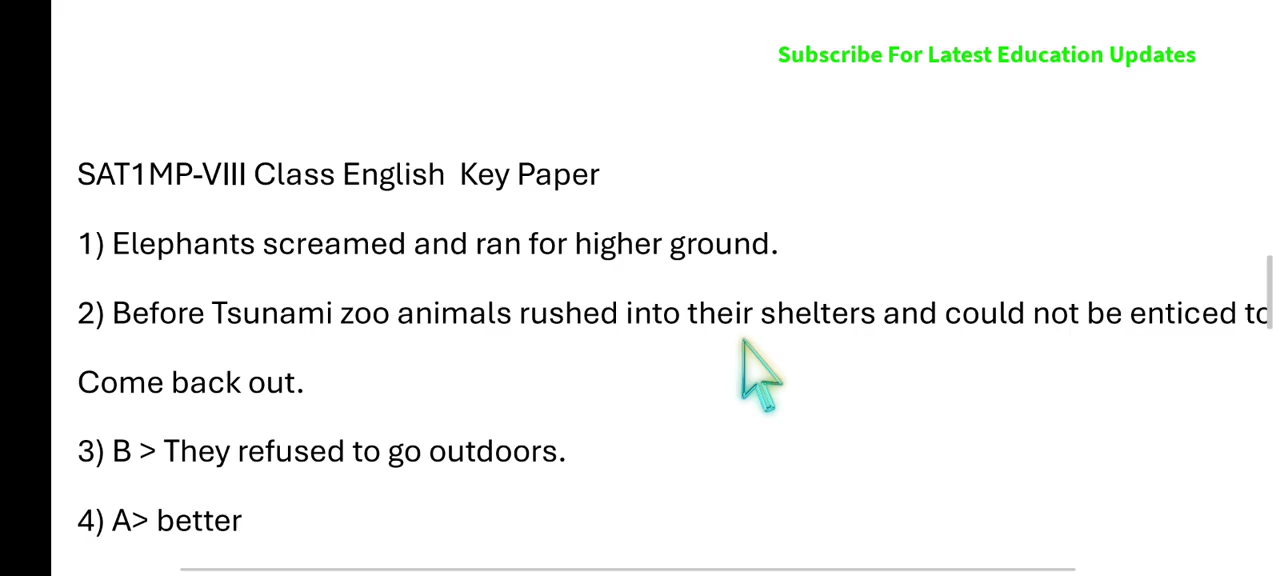 Subscribe For Latest Education Updates
SAT1MP-VIII Class English Key Paper
1) Elephants screamed and ran for higher ground.
2) Before Tsunami zoo animals rushed into their shelters and could not be enticed to
Come back out.
3) B > They refused to go outdoors.
4) A> better